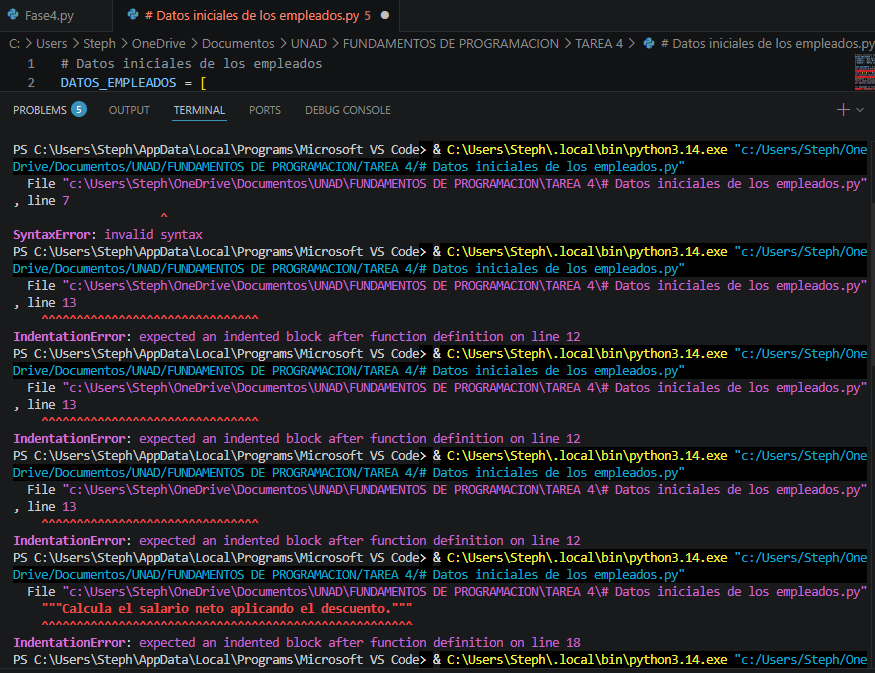 Fase4.py
# Datos iniciales de los empleados.py 5
C: > Users > Steph > OneDrive > Documentos > UNAD > FUNDAMENTOS DE PROGRAMACION > TAREA 4 > # Datos iniciales de los empleados.py
1 # Datos iniciales de los empleados
2 DATOS_EMPLEADOS = [
PROBLEMS 5 OUTPUT TERMINAL PORTS DEBUG CONSOLE
PS C:\Users\Steph\AppData\Local\Programs\Microsoft VS Code> & C:\Users\Steph\.local\bin\python3.14.exe "c:/Users/Steph/One
Drive/Documentos/UNAD/FUNDAMENTOS DE PROGRAMACION/TAREA 4/# Datos iniciales de los empleados.py"
File "c:\Users\Steph\OneDrive\Documentos\UNAD\FUNDAMENTOS DE PROGRAMACION\TAREA 4\# Datos iniciales de los empleados.py"
, line 7
^
SyntaxError: invalid syntax
PS C:\Users\Steph\AppData\Local\Programs\Microsoft VS Code> & C:\Users\Steph\.local\bin\python3.14.exe "c:/Users/Steph/One
Drive/Documentos/UNAD/FUNDAMENTOS DE PROGRAMACION/TAREA 4/# Datos iniciales de los empleados.py"
File "c:\Users\Steph\OneDrive\Documentos\UNAD\FUNDAMENTOS DE PROGRAMACION\TAREA 4\# Datos iniciales de los empleados.py"
, line 13
^^^^^^^^^^^^^^^^^^^^^^^^^^^^^^^
IndentationError: expected an indented block after function definition on line 12
PS C:\Users\Steph\AppData\Local\Programs\Microsoft VS Code> & C:\Users\Steph\.local\bin\python3.14.exe "c:/Users/Steph/One
Drive/Documentos/UNAD/FUNDAMENTOS DE PROGRAMACION/TAREA 4/# Datos iniciales de los empleados.py"
File "c:\Users\Steph\OneDrive\Documentos\UNAD\FUNDAMENTOS DE PROGRAMACION\TAREA 4\# Datos iniciales de los empleados.py"
, line 13
^^^^^^^^^^^^^^^^^^^^^^^^^^^^^^^
IndentationError: expected an indented block after function definition on line 12
PS C:\Users\Steph\AppData\Local\Programs\Microsoft VS Code> & C:\Users\Steph\.local\bin\python3.14.exe "c:/Users/Steph/One
Drive/Documentos/UNAD/FUNDAMENTOS DE PROGRAMACION/TAREA 4/# Datos iniciales de los empleados.py"
File "c:\Users\Steph\OneDrive\Documentos\UNAD\FUNDAMENTOS DE PROGRAMACION\TAREA 4\# Datos iniciales de los empleados.py"
, line 13
^^^^^^^^^^^^^^^^^^^^^^^^^^^^^^^
IndentationError: expected an indented block after function definition on line 12
PS C:\Users\Steph\AppData\Local\Programs\Microsoft VS Code> & C:\Users\Steph\.local\bin\python3.14.exe "c:/Users/Steph/One
Drive/Documentos/UNAD/FUNDAMENTOS DE PROGRAMACION/TAREA 4/# Datos iniciales de los empleados.py"
File "c:\Users\Steph\OneDrive\Documentos\UNAD\FUNDAMENTOS DE PROGRAMACION\TAREA 4\# Datos iniciales de los empleados.py"
"""Calcula el salario neto aplicando el descuento."""
^^^^^^^^^^^^^^^^^^^^^^^^^^^^^^^^^^^^^^^^^^^^^^^^^^^^^
IndentationError: expected an indented block after function definition on line 18
PS C:\Users\Steph\AppData\Local\Programs\Microsoft VS Code> & C:\Users\Steph\.local\bin\python3.14.exe "c:/Users/Steph/One